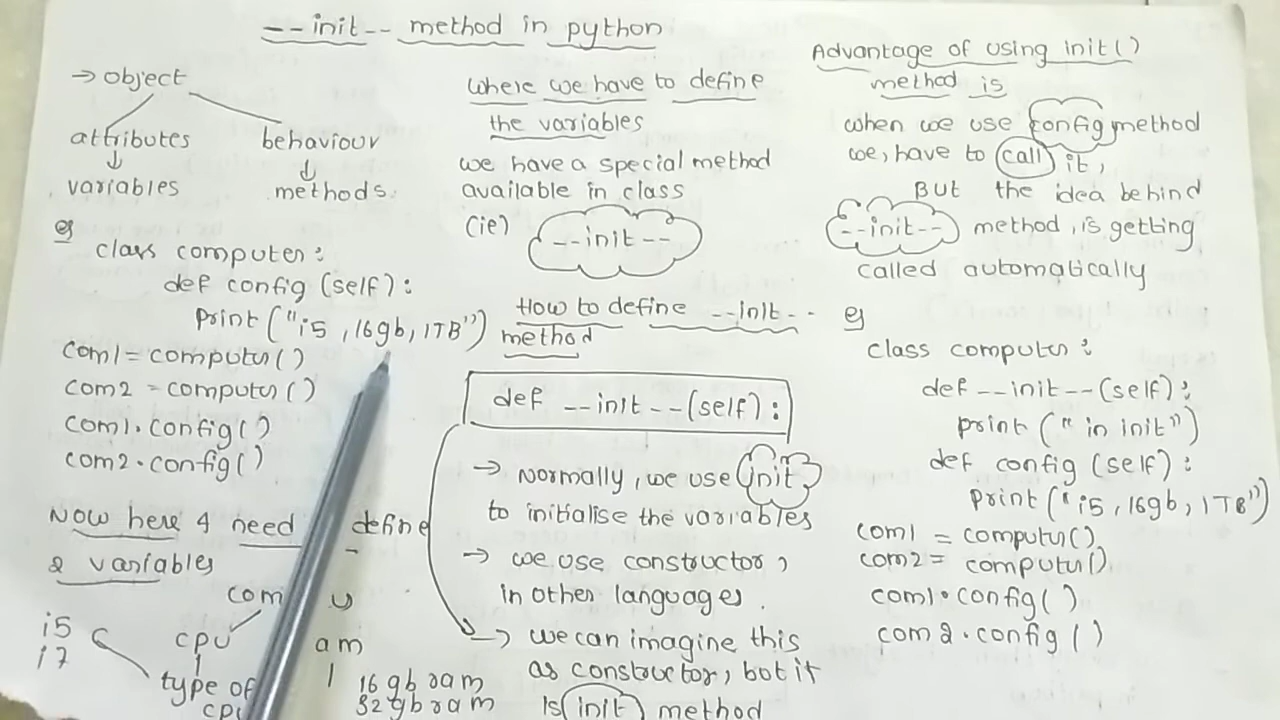 --init-- method in python
→ object
attributes behaviour
variables methods
eg
class computer:
def config (self):
print ("i5, 16gb, 1TB")
com1 = computer()
com2 = computer()
com1.config()
com2.config()
Now here I need define
2 variables
com
i5
i7
cpu am
type of
cpu
16 gb ram
32 gb ram
where we have to define
the variables
we have a special method
available in class
(ie) --init--
How to define --init--
method
def --init--(self):
→ Normally, we use init
to initialise the variables
→ we use constructor,
in other languages.
→ we can imagine this
as constructor, but it
is init method
Advantage of using init()
method is
when we use config method
we, have to call it,
But the idea behind
--init-- method, is getting
called automatically
eg
class computer:
def --init--(self):
print ("in init")
def config (self):
print ("i5, 16gb, 1TB")
com1 = computer()
com2 = computer()
com1.config()
com2.config()